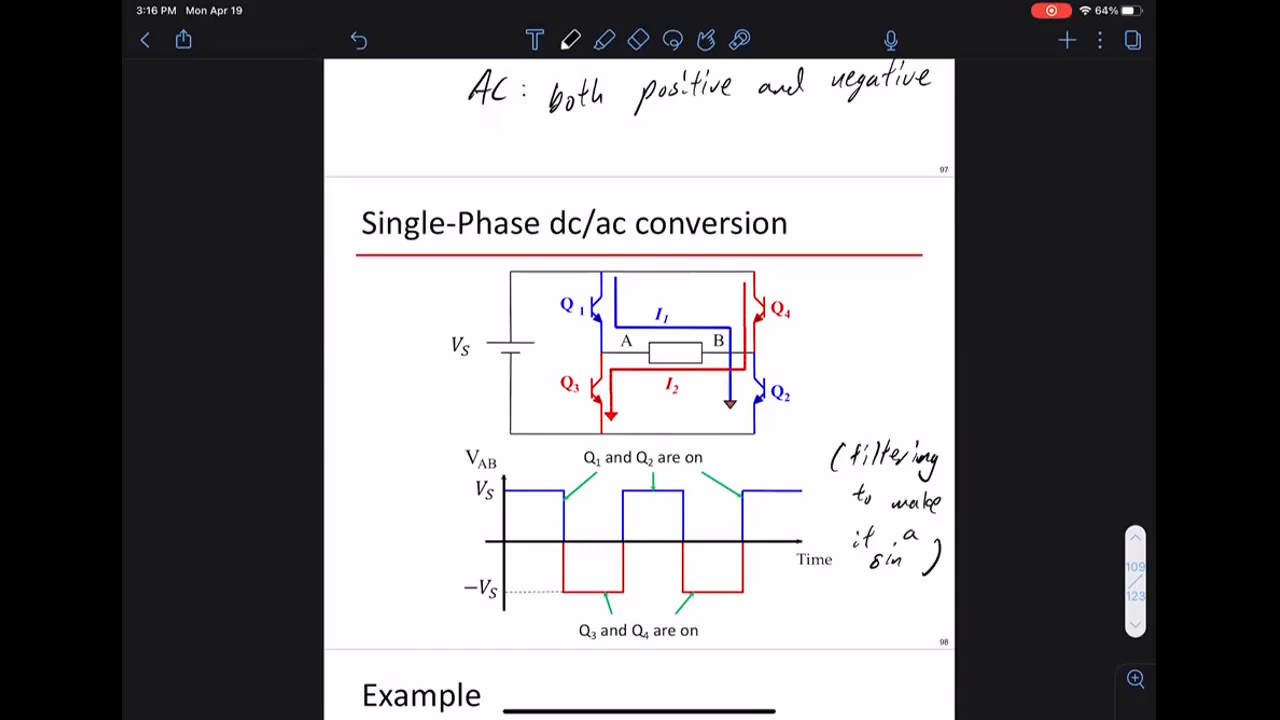 3:16 PM Mon Apr 19
64%
AC: both positive and negative
97
Single-Phase dc/ac conversion
Q1
Q4
I1
A
B
VS
Q3
I2
Q2
VAB
Q1 and Q2 are on
VS
(filtering
to make
it a
sin)
Time
−VS
Q3 and Q4 are on
98
109
123
Example